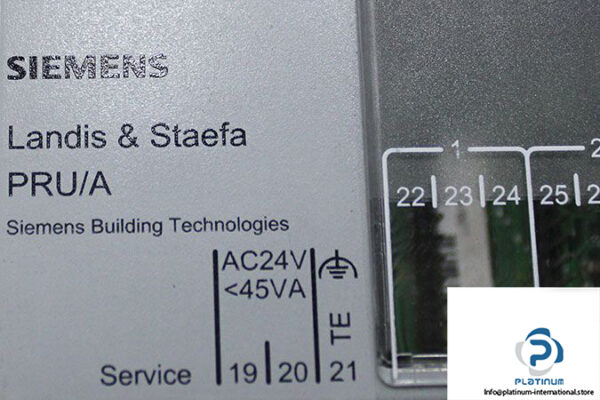 SIEMENS
Landis & Staefa
PRU/A
Siemens Building Technologies
AC24V
<45VA
TE
Service 19 20 21
1 2
22 23 24 25 2
PLATINUM
Info@platinum-international.store